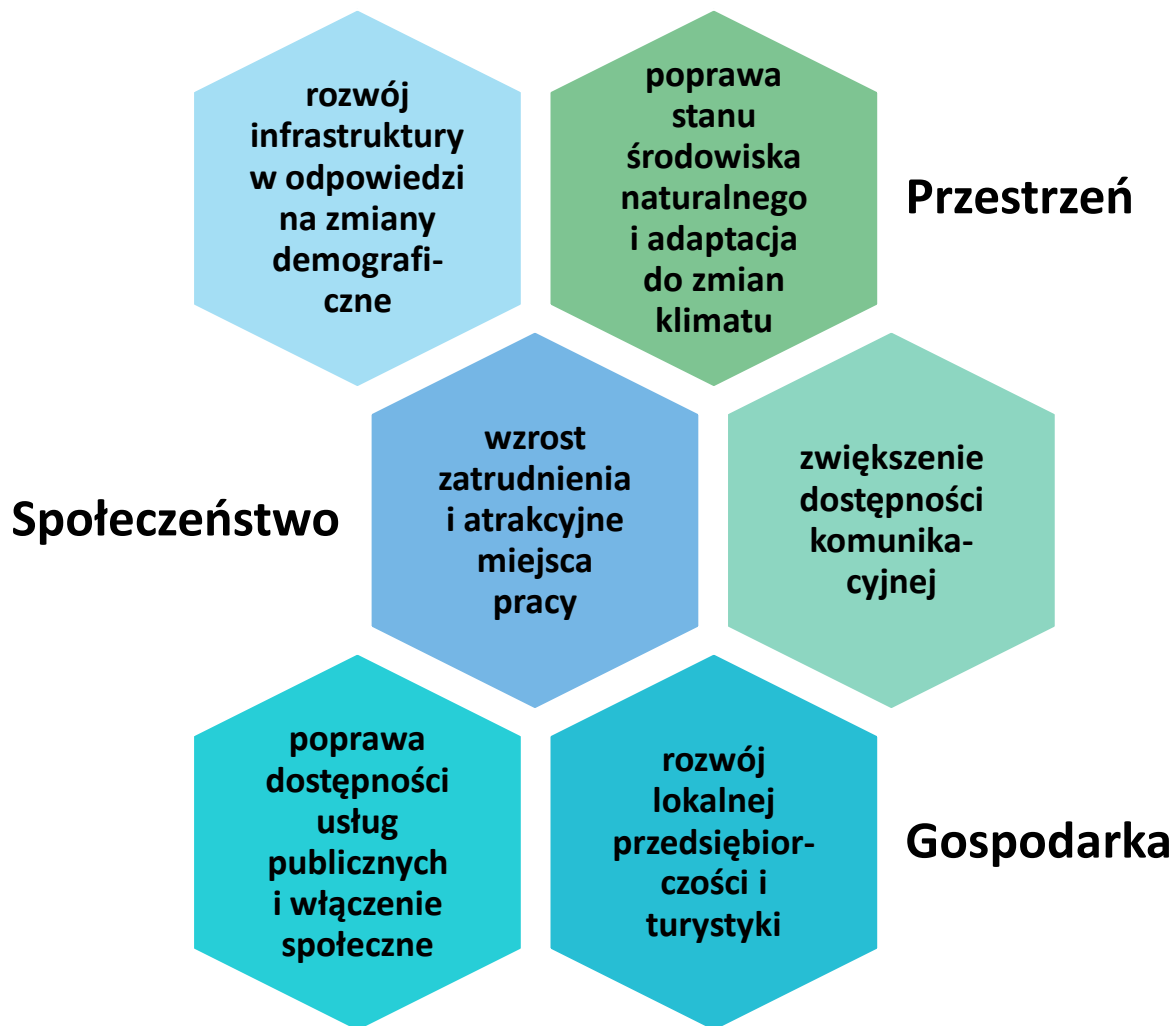 rozwój
infrastruktury
w odpowiedzi
na zmiany
demografi-
czne
poprawa
stanu
środowiska
naturalnego
i adaptacja
do zmian
klimatu
Przestrzeń
Społeczeństwo
wzrost
zatrudnienia
i atrakcyjne
miejsca
pracy
zwiększenie
dostępności
komunika-
cyjnej
poprawa
dostępności
usług
publicznych
i włączenie
społeczne
rozwój
lokalnej
przedsiębior-
czości i
turystyki
Gospodarka